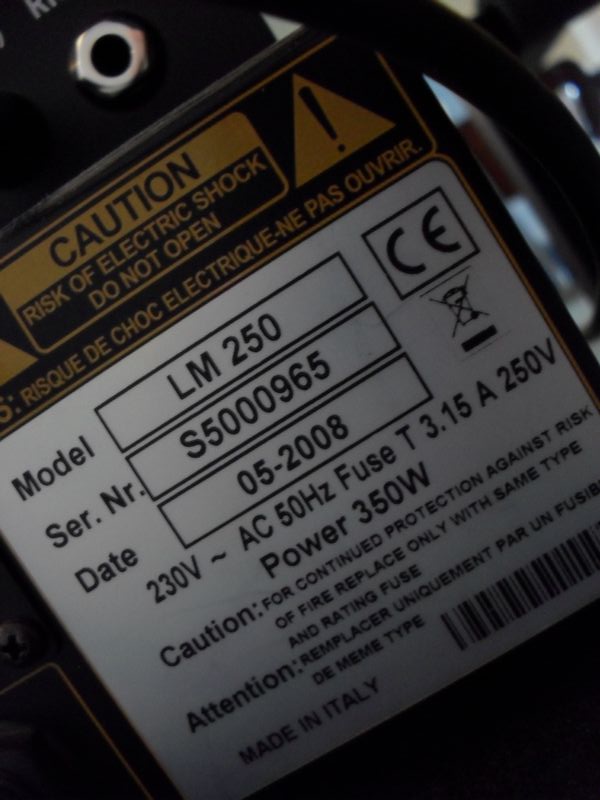 CAUTION
RISK OF ELECTRIC SHOCK
DO NOT OPEN
RISQUE DE CHOC ELECTRIQUE-NE PAS OUVRIR.
CE
Model LM 250
Ser. Nr. S5000965
Date 05-2008
230V ~ AC 50Hz Fuse T 3.15 A 250V
Power 350W
Caution: FOR CONTINUED PROTECTION AGAINST RISK
OF FIRE REPLACE ONLY WITH SAME TYPE
AND RATING FUSE
Attention: REMPLACER UNIQUEMENT PAR UN FUSIB
DE MEME TYPE
MADE IN ITALY